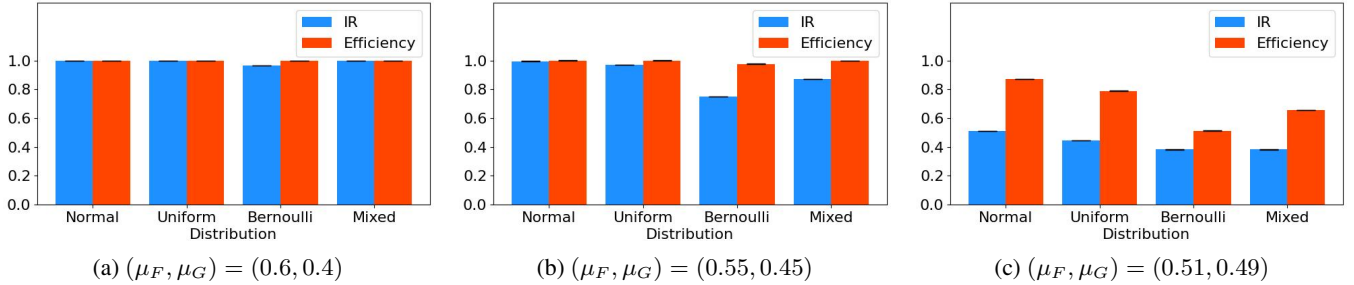 IR
Efficiency
1.0
0.8
0.6
0.4
0.2
0.0
Normal Uniform Bernoulli Mixed
Distribution
(a) (μ_F, μ_G) = (0.6, 0.4)
IR
Efficiency
1.0
0.8
0.6
0.4
0.2
0.0
Normal Uniform Bernoulli Mixed
Distribution
(b) (μ_F, μ_G) = (0.55, 0.45)
IR
Efficiency
1.0
0.8
0.6
0.4
0.2
0.0
Normal Uniform Bernoulli Mixed
Distribution
(c) (μ_F, μ_G) = (0.51, 0.49)